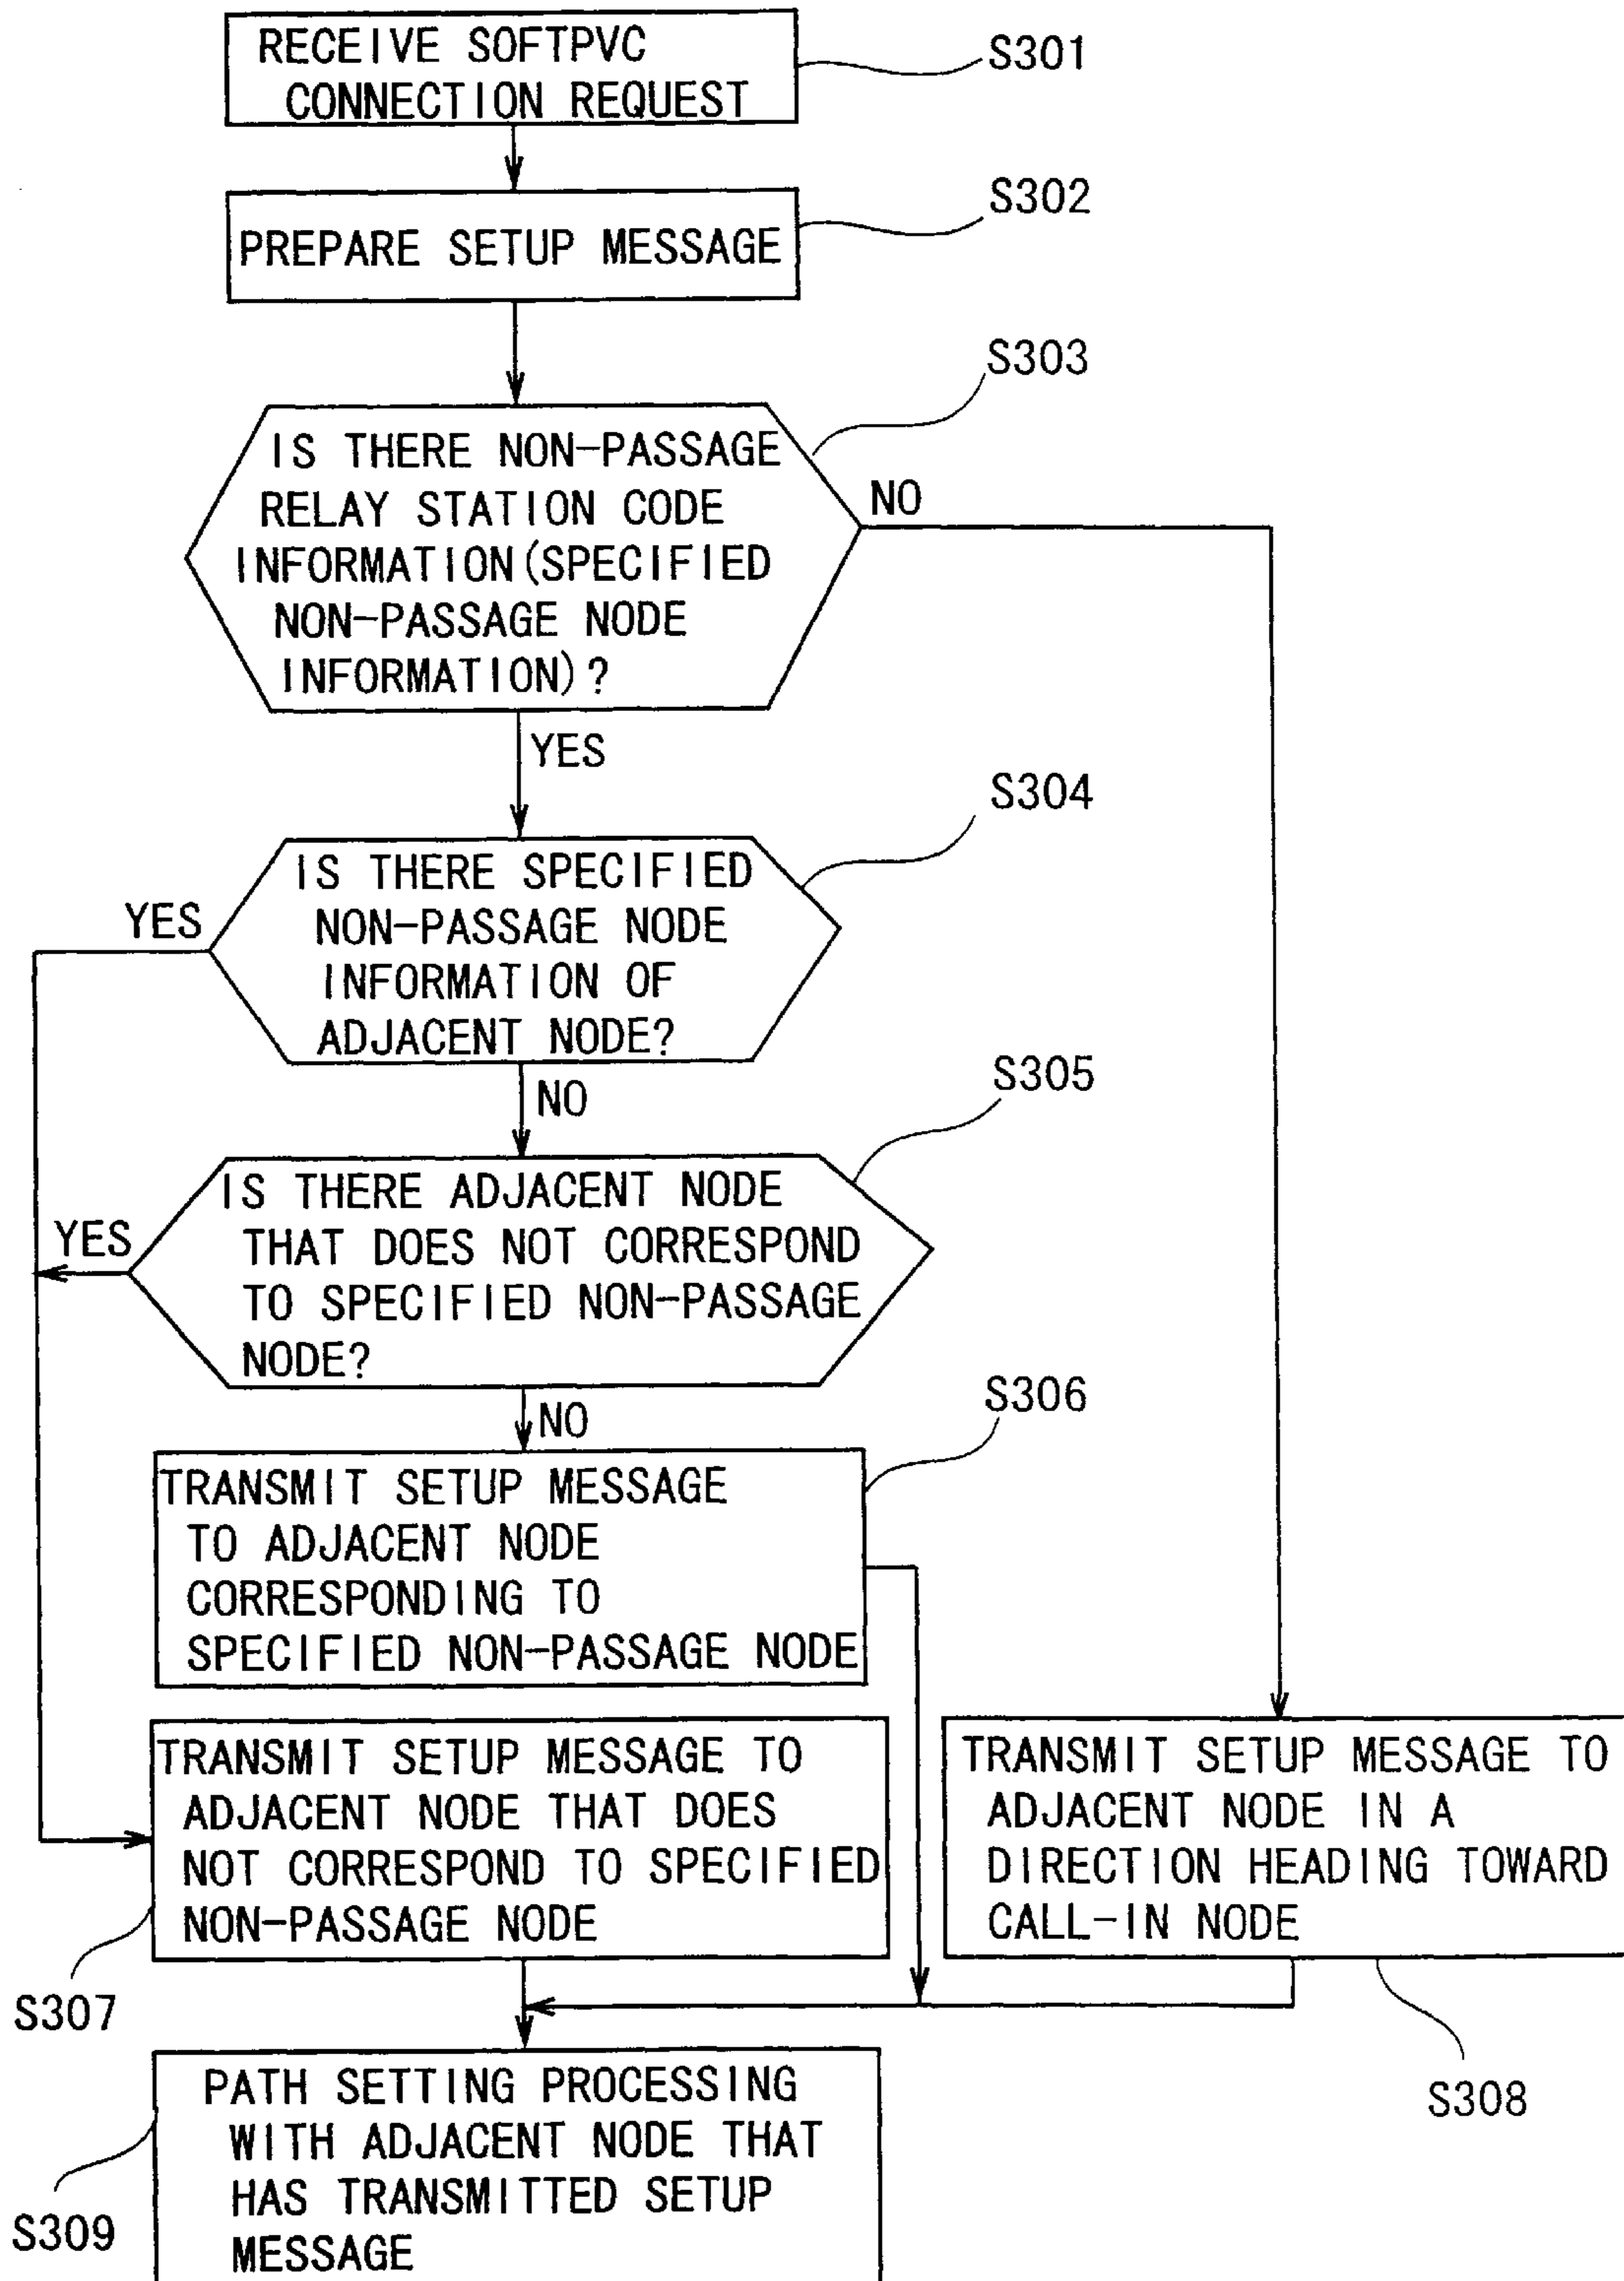 RECEIVE SOFTPVC
CONNECTION REQUEST
S301
PREPARE SETUP MESSAGE
S302
S303
IS THERE NON-PASSAGE
RELAY STATION CODE
INFORMATION(SPECIFIED
NON-PASSAGE NODE
INFORMATION)?
NO
YES
S304
IS THERE SPECIFIED
NON-PASSAGE NODE
INFORMATION OF
ADJACENT NODE?
YES
NO
S305
IS THERE ADJACENT NODE
THAT DOES NOT CORRESPOND
TO SPECIFIED NON-PASSAGE
NODE?
YES
NO
S306
TRANSMIT SETUP MESSAGE
TO ADJACENT NODE
CORRESPONDING TO
SPECIFIED NON-PASSAGE NODE
TRANSMIT SETUP MESSAGE TO
ADJACENT NODE THAT DOES
NOT CORRESPOND TO SPECIFIED
NON-PASSAGE NODE
S307
TRANSMIT SETUP MESSAGE TO
ADJACENT NODE IN A
DIRECTION HEADING TOWARD
CALL-IN NODE
S308
PATH SETTING PROCESSING
WITH ADJACENT NODE THAT
HAS TRANSMITTED SETUP
MESSAGE
S309